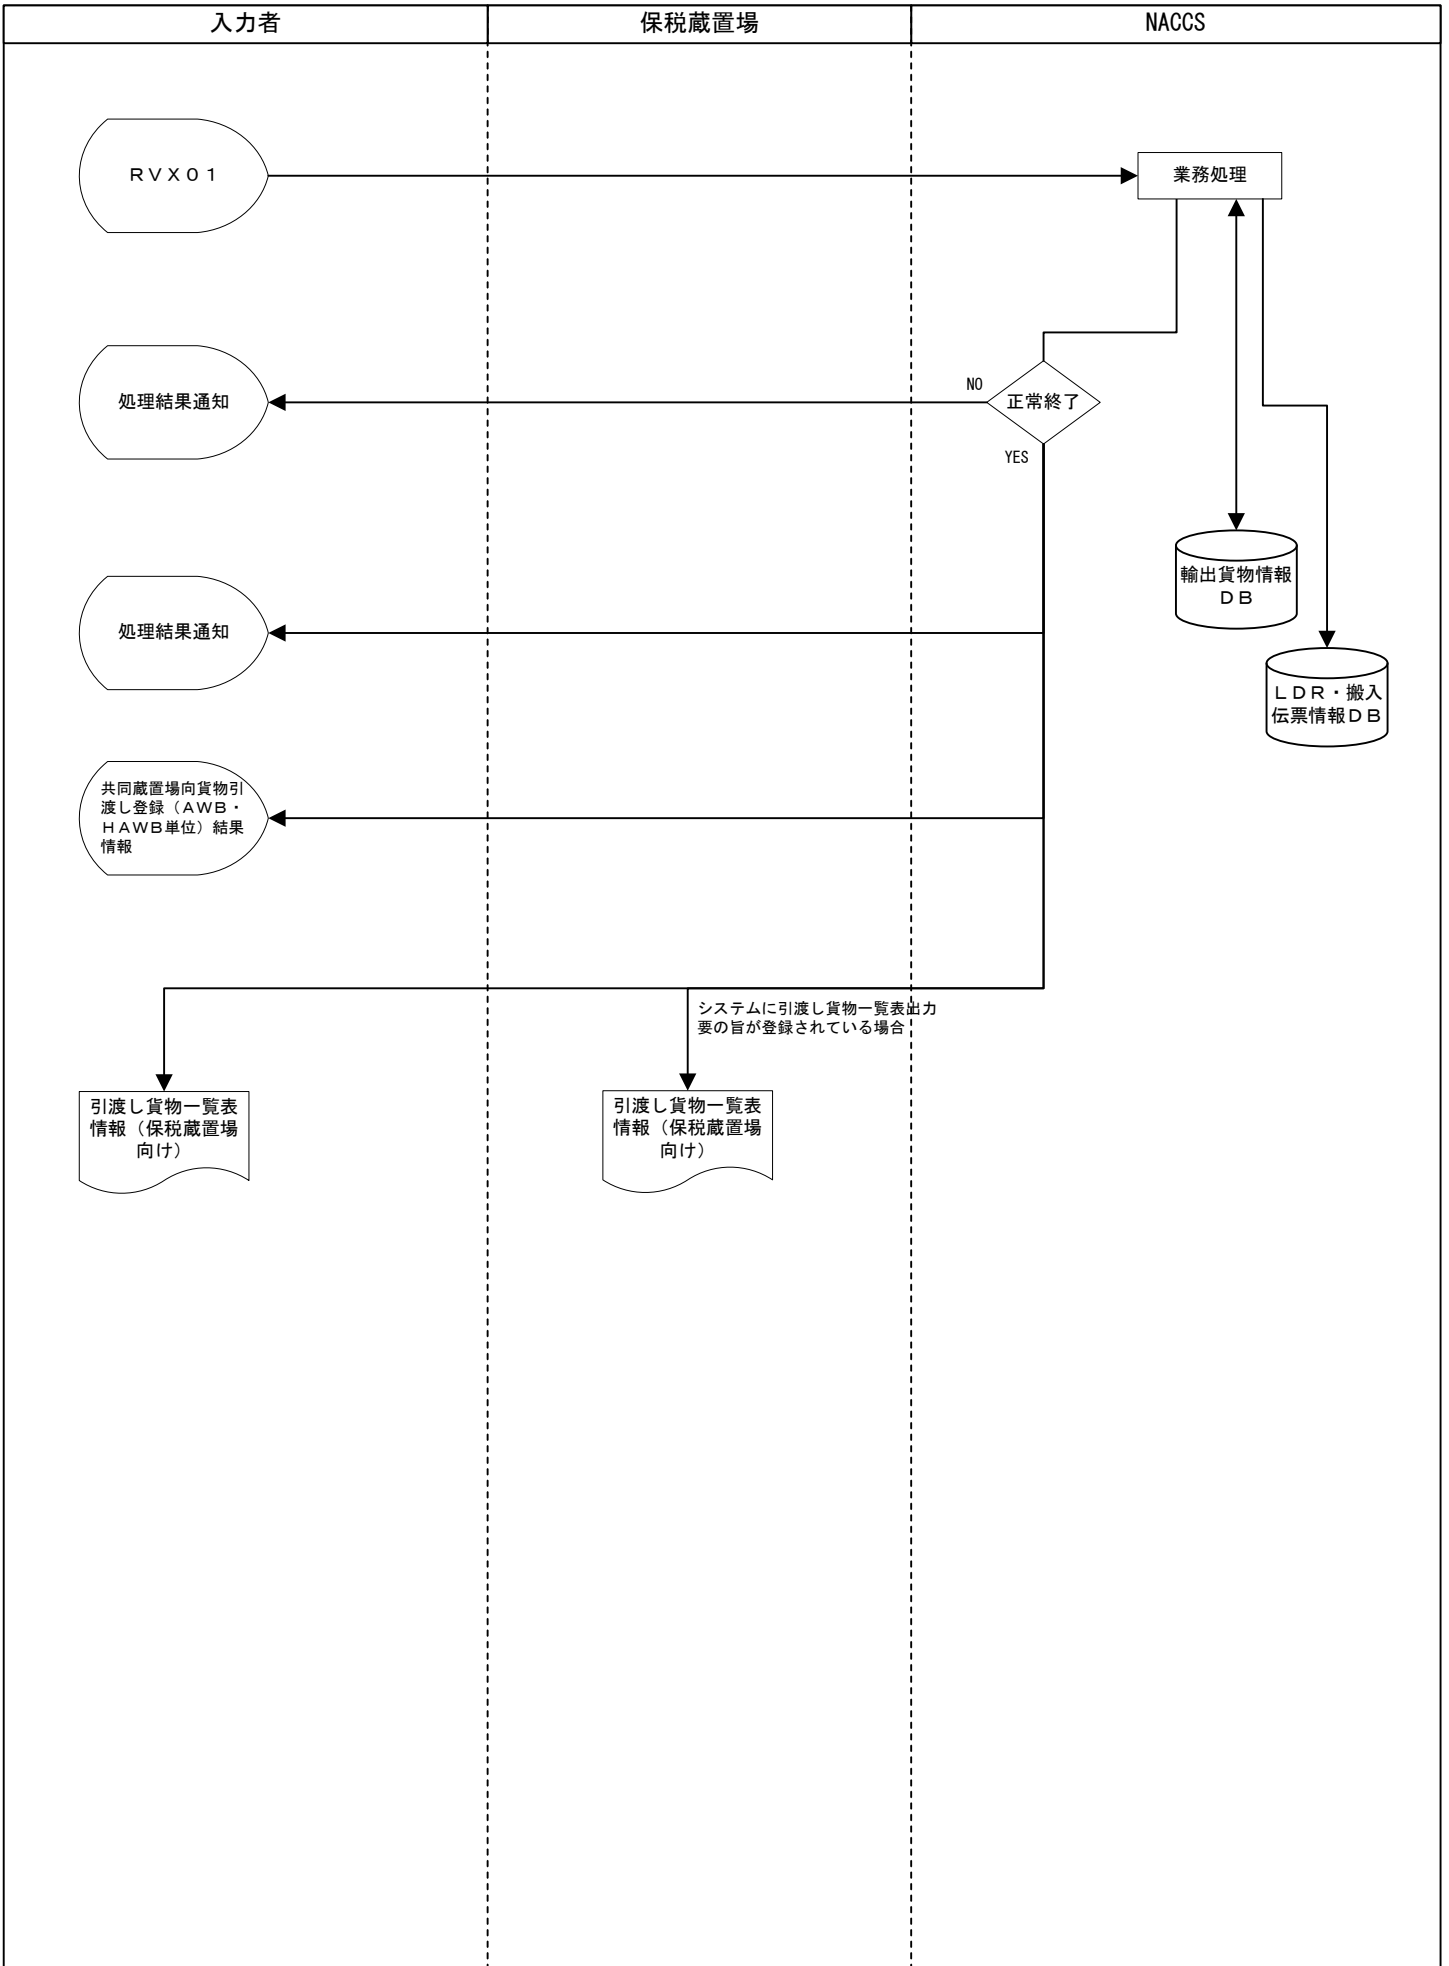 入力者
保税蔵置場
NACCS
ＲＶＸ０１
業務処理
処理結果通知
NO
正常終了
YES
輸出貨物情報
ＤＢ
処理結果通知
ＬＤＲ・搬入
伝票情報ＤＢ
共同蔵置場向貨物引
渡し登録（ＡＷＢ・
ＨＡＷＢ単位）結果
情報
システムに引渡し貨物一覧表出力
要の旨が登録されている場合
引渡し貨物一覧表
情報（保税蔵置場
向け）
引渡し貨物一覧表
情報（保税蔵置場
向け）